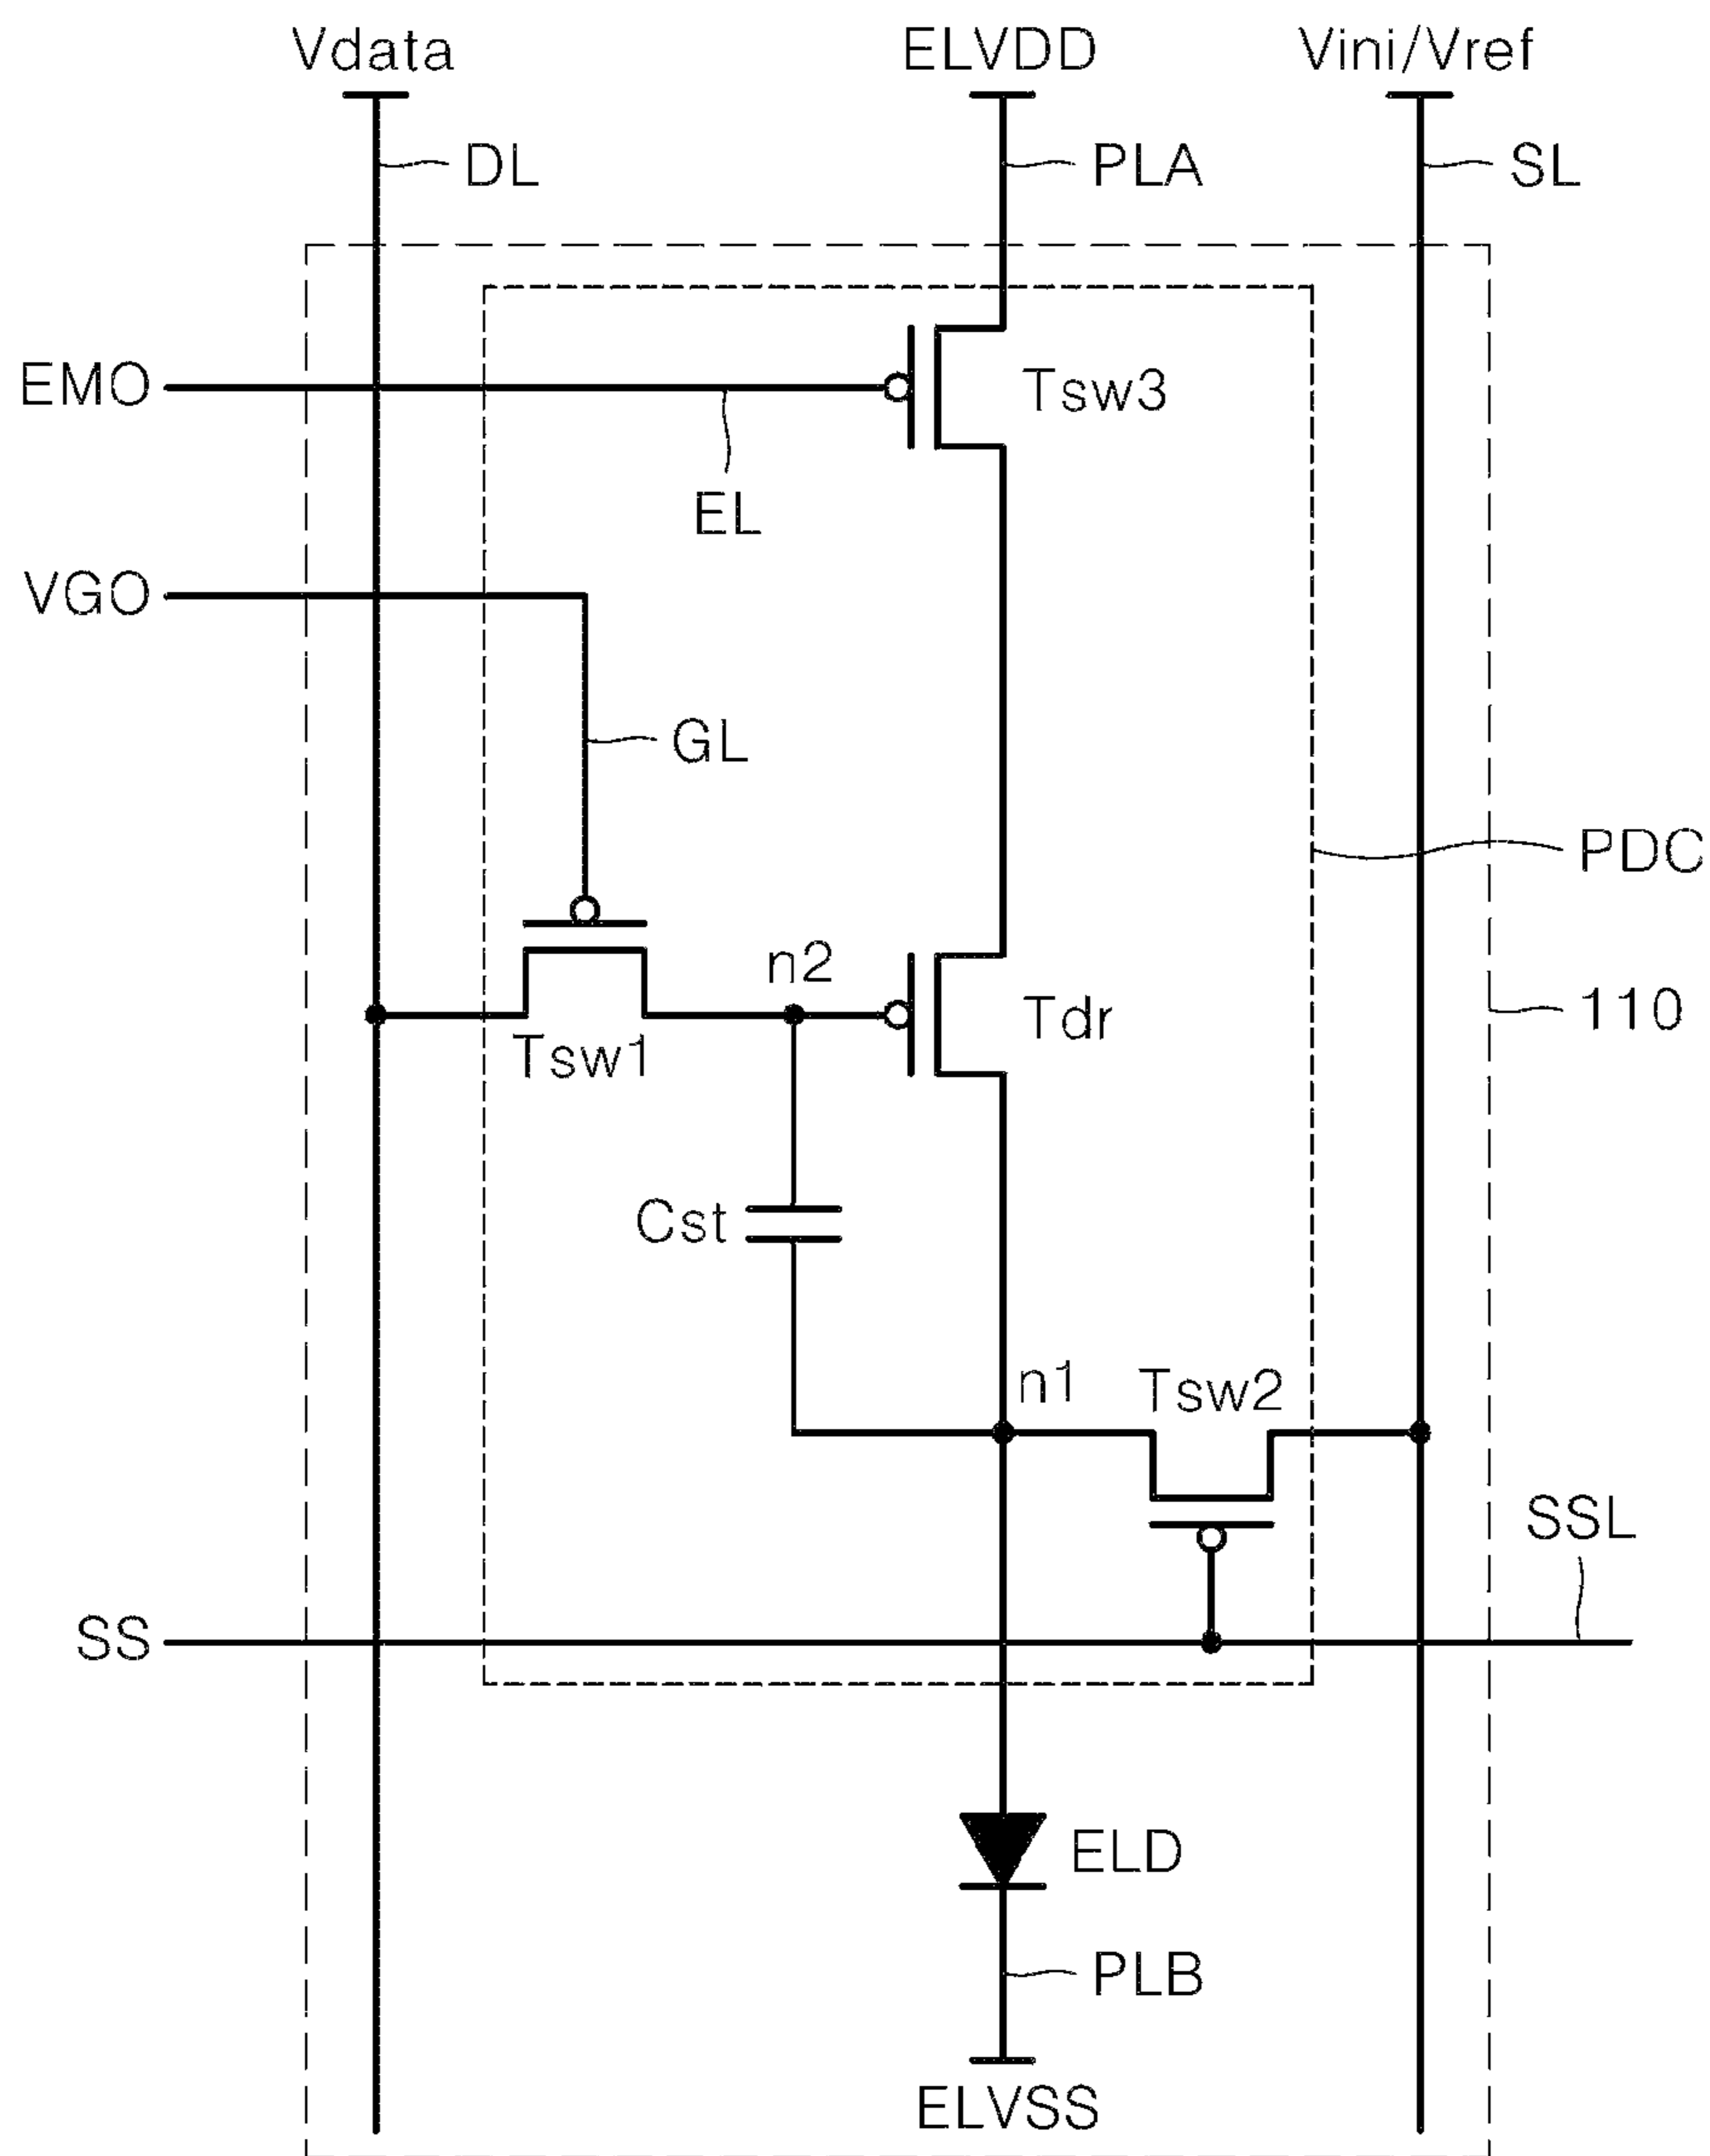 Vdata
ELVDD
Vini/Vref
DL
PLA
SL
EMO
Tsw3
EL
VGO
GL
PDC
n2
110
Tdr
Tsw1
Cst
n1
Tsw2
SSL
SS
ELD
PLB
ELVSS